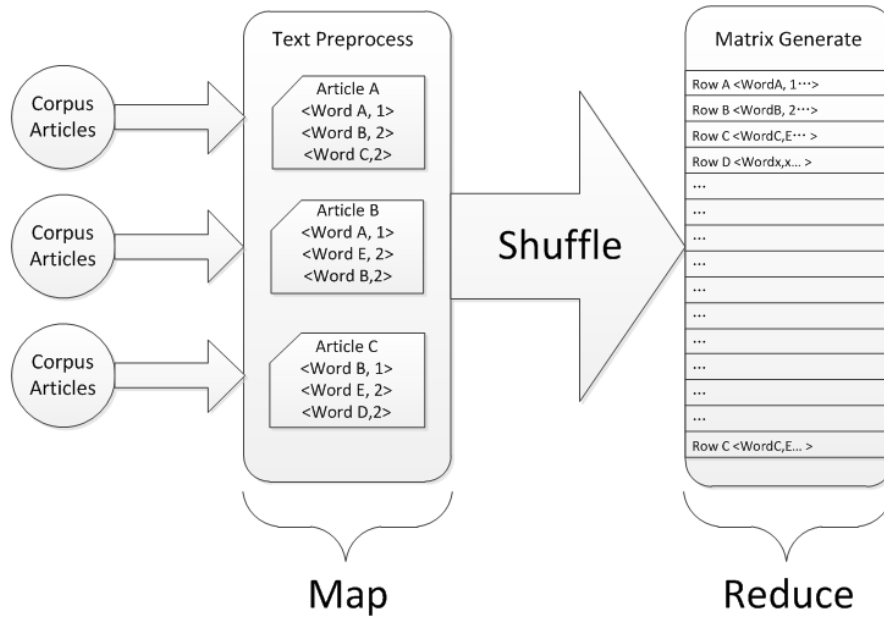 Text Preprocess
Matrix Generate
Corpus
Articles
Article A
<Word A, 1>
<Word B, 2>
<Word C,2>
Corpus
Articles
Article B
<Word A, 1>
<Word E, 2>
<Word B,2>
Corpus
Articles
Article C
<Word B, 1>
<Word E, 2>
<Word D,2>
Shuffle
Row A <WordA, 1⋯>
Row B <WordB, 2⋯>
Row C <WordC,E⋯ >
Row D <Wordx,x... >
...
...
...
...
...
...
...
...
...
...
Row C <WordC,E... >
Map
Reduce